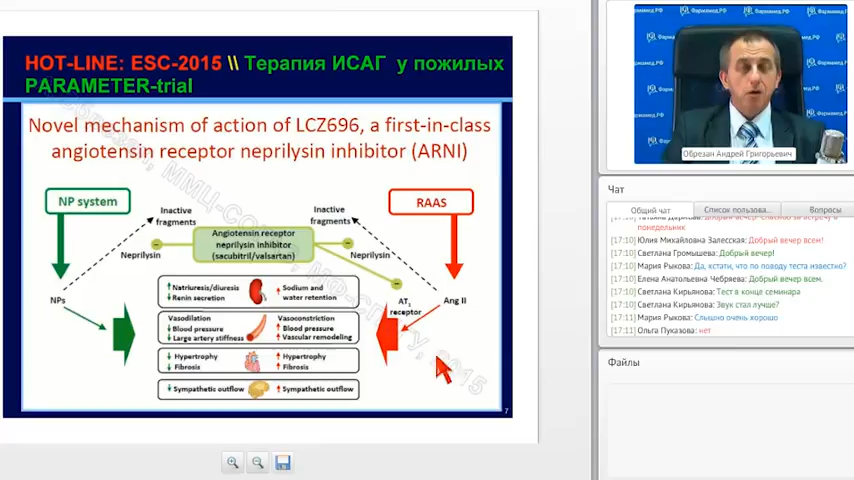 HOT-LINE: ESC-2015 \\ Терапия ИСАГ у пожилых
PARAMETER-trial
Novel mechanism of action of LCZ696, a first-in-class
angiotensin receptor neprilysin inhibitor (ARNI)
NP system
RAAS
Inactive
fragments
Inactive
fragments
Angiotensin receptor
neprilysin inhibitor
(sacubitril/valsartan)
Neprilysin
Neprilysin
NPs
AT1
receptor
Ang II
Natriuresis/diuresis
Renin secretion
Sodium and
water retention
Vasodilation
Blood pressure
Large artery stiffness
Vasoconstriction
Blood pressure
Vascular remodeling
Hypertrophy
Fibrosis
Hypertrophy
Fibrosis
Sympathetic outflow
Sympathetic outflow
7
Фармамед.РФ
Обрезан Андрей Григорьевич
Чат
Общий чат
Список пользова...
Вопросы
понедельник
[17:10] Юлия Михайловна Залесская: Добрый вечер всем!
[17:10] Светлана Громышева: Добрый вечер!
[17:10] Мария Рыкова: Да, кстати, что по поводу теста известно?
[17:10] Елена Анатольевна Чебряева: Добрый вечер всем.
[17:10] Светлана Кирьянова: Тест в конце семинара
[17:10] Светлана Кирьянова: Звук стал лучше?
[17:11] Мария Рыкова: Слышно очень хорошо
[17:11] Ольга Пуказова: нет
Файлы